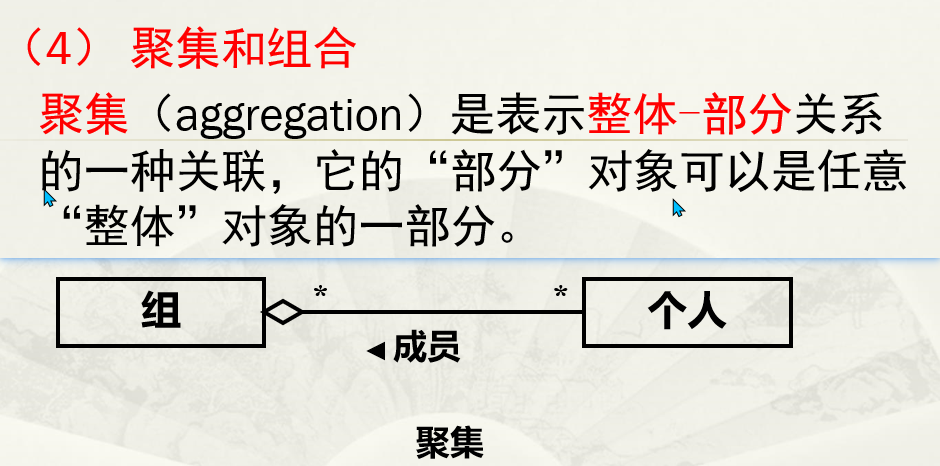 （4） 聚集和组合
聚集（aggregation）是表示整体-部分关系
的一种关联，它的“部分”对象可以是任意
“整体”对象的一部分。
组 * * 个人
◀ 成员
聚集